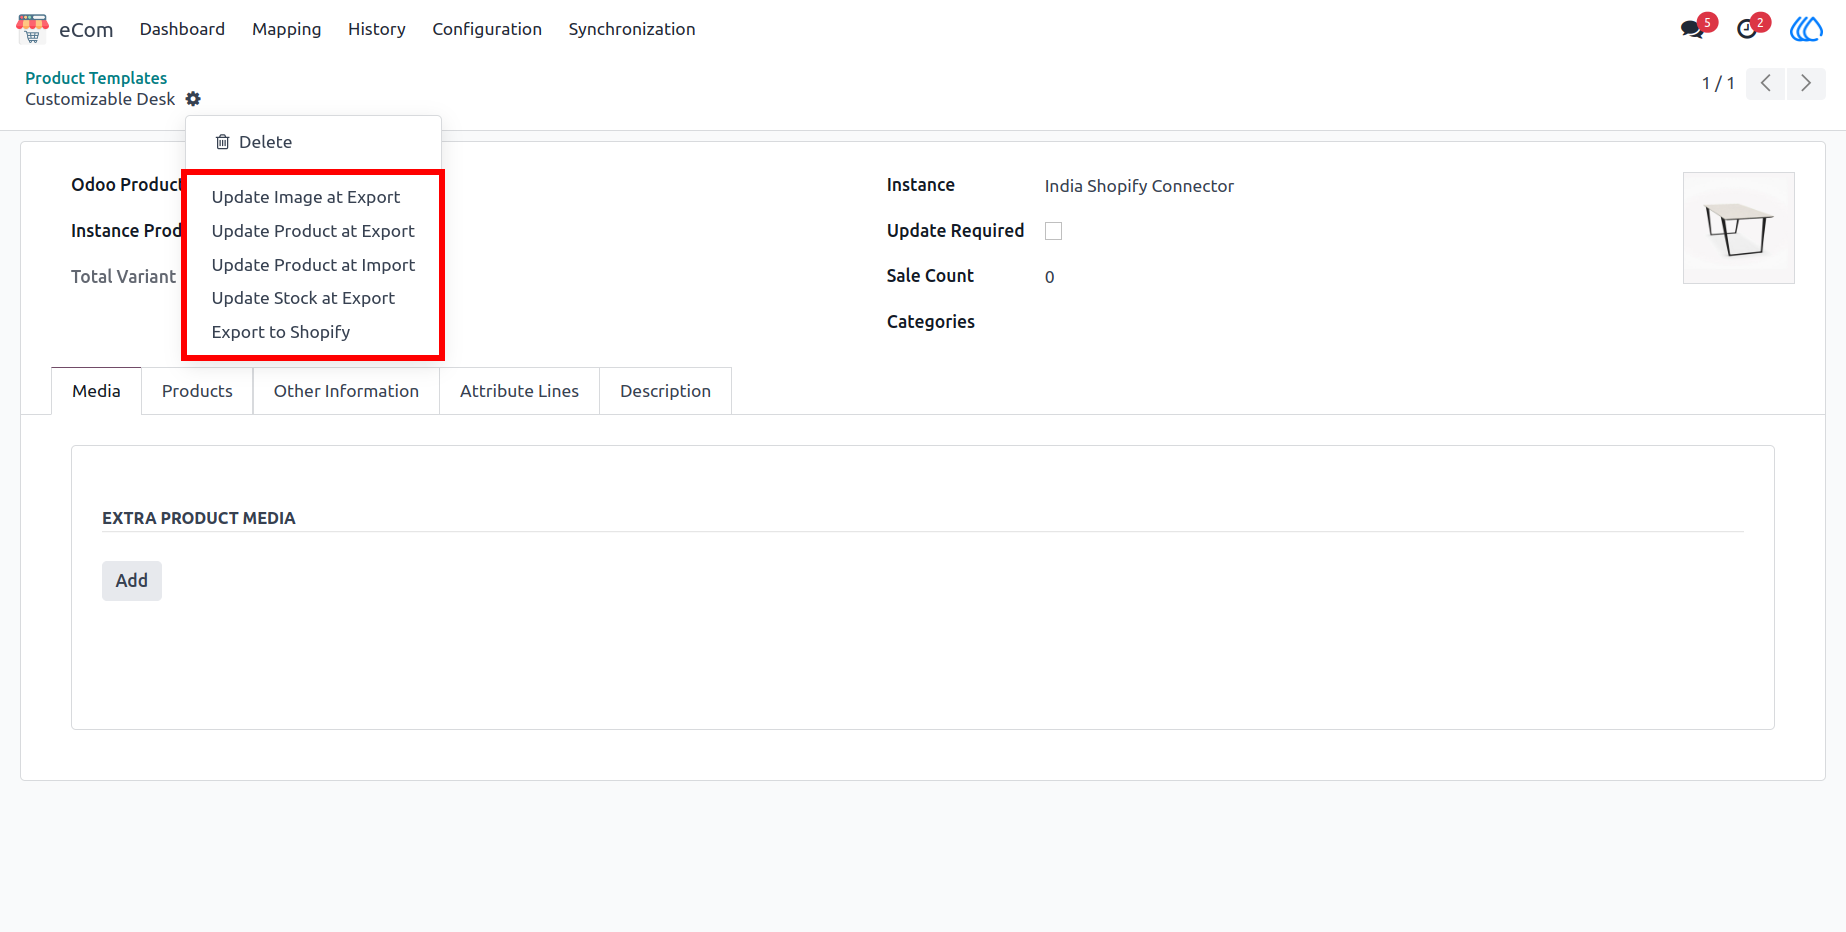 eCom Dashboard Mapping History Configuration Synchronization 5 2
Product Templates
Customizable Desk
1 / 1
Delete
Update Image at Export
Update Product at Export
Update Product at Import
Update Stock at Export
Export to Shopify
Odoo Product
Instance Prod
Total Variant
Instance India Shopify Connector
Update Required
Sale Count 0
Categories
Media Products Other Information Attribute Lines Description
EXTRA PRODUCT MEDIA
Add